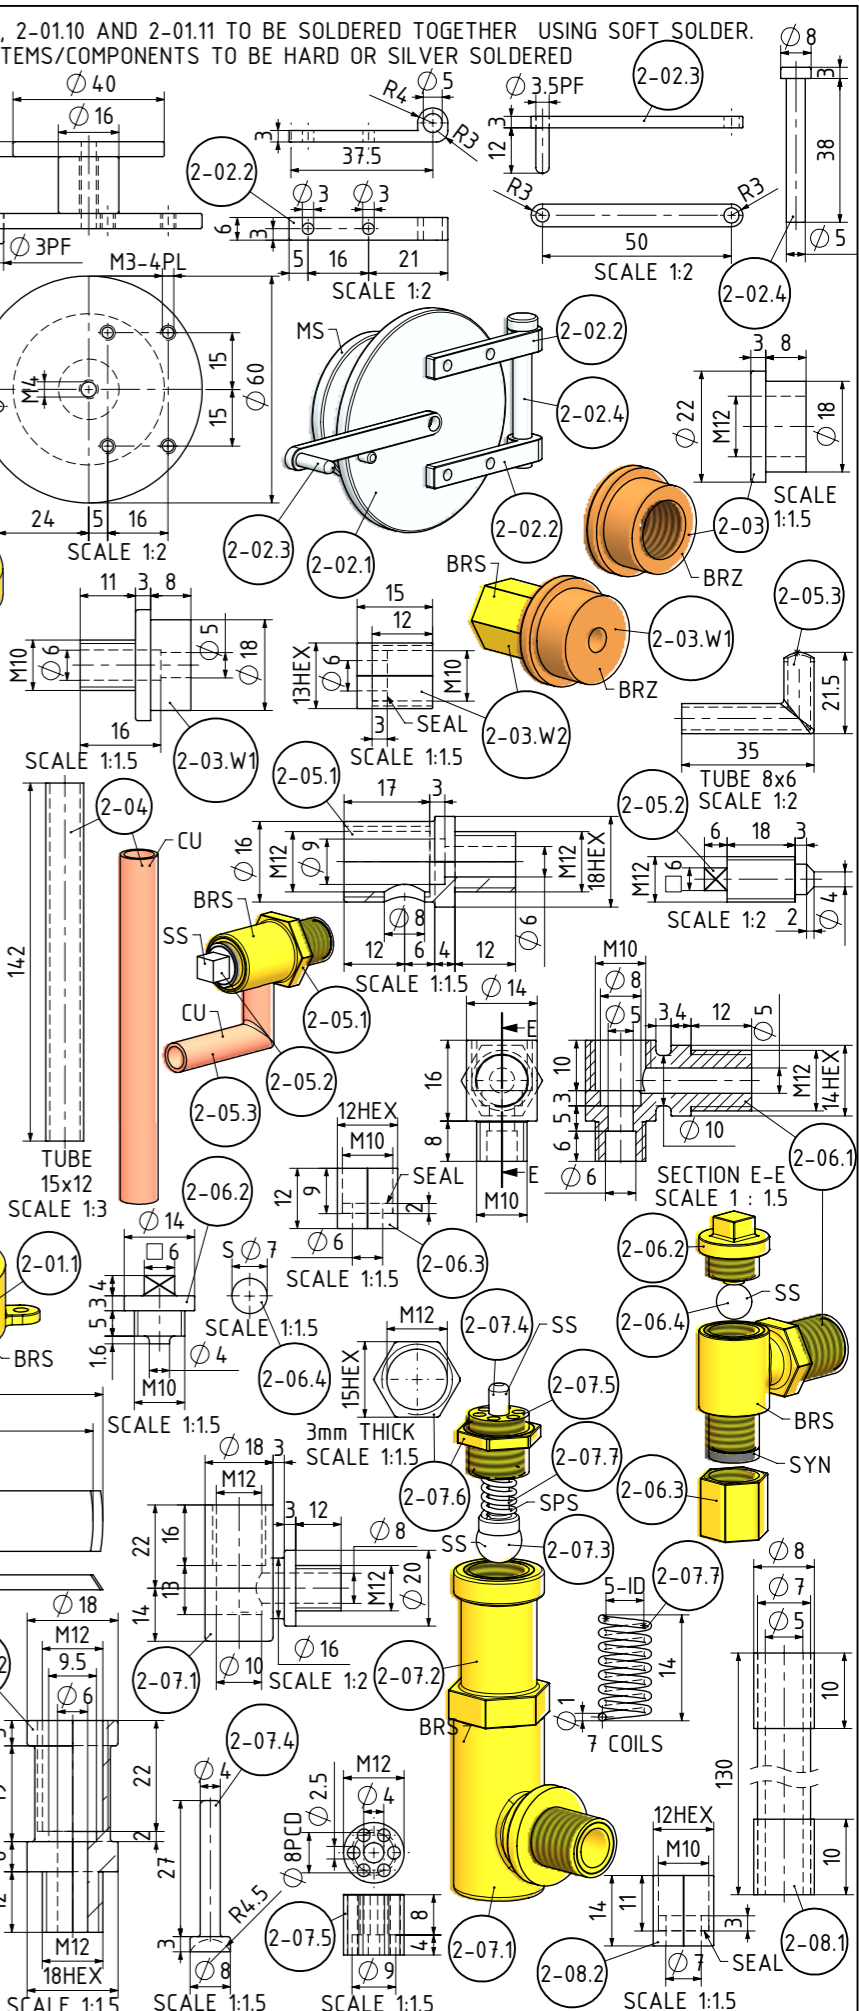 , 2-01.10 AND 2-01.11 TO BE SOLDERED TOGETHER USING SOFT SOLDER.
TEMS/COMPONENTS TO BE HARD OR SILVER SOLDERED
∅ 40
∅ 16
∅ 3PF
2-02.2
R4
∅ 5
R3
3
37.5
∅ 3
∅ 3
6
3
5
16
21
SCALE 1:2
∅ 3.5PF
2-02.3
3
12
R3
R3
50
SCALE 1:2
∅ 8
3
38
∅ 5
2-02.4
M3-4PL
M4
15
15
∅ 60
24
5
16
SCALE 1:2
MS
2-02.2
2-02.4
2-02.3
2-02.1
2-02.2
3
8
∅ 22
M12
∅ 18
SCALE
1:1.5
2-03
BRZ
BRS
2-03.W1
BRZ
2-03.W2
11
3
8
M10
∅ 6
∅ 5
∅ 18
16
SCALE 1:1.5
2-03.W1
15
12
13HEX
∅ 6
M10
3
SEAL
SCALE 1:1.5
2-05.3
21.5
35
TUBE 8x6
SCALE 1:2
2-04
CU
142
TUBE
15x12
SCALE 1:3
2-05.1
17
3
∅ 16
M12
∅ 9
∅ 8
M12
18HEX
∅ 6
12
6
4
12
SCALE 1:1.5
2-05.2
6
18
3
M12
□ 6
2
∅ 4
SCALE 1:2
BRS
SS
CU
2-05.1
2-05.2
2-05.3
∅ 14
E
16
8
M10
E
M10
∅ 8
∅ 5
3
4
12
∅ 5
10
3
5
6
∅ 6
∅ 10
M12
14HEX
2-06.1
SECTION E-E
SCALE 1 : 1.5
12HEX
M10
12
9
SEAL
2
∅ 6
SCALE 1:1.5
2-06.3
2-06.2
∅ 14
□ 6
4
3
5
1.6
∅ 4
M10
SCALE 1:1.5
S ∅ 7
SCALE 1:1.5
2-06.4
2-01.1
BRS
2-06.2
SS
2-06.4
BRS
SYN
2-06.3
M12
15HEX
3mm THICK
SCALE 1:1.5
2-07.4
SS
2-07.5
2-07.7
2-07.6
SPS
SS
2-07.3
2-07.2
BRS
2-07.1
∅ 18
3
M12
3
12
∅ 8
22
16
13
14
M12
∅ 20
∅ 16
∅ 10
SCALE 1:2
2-07.1
5-ID
2-07.7
14
∅ 1
7 COILS
∅ 8
∅ 7
∅ 5
10
130
10
2-08.1
∅ 18
M12
9.5
∅ 6
22
2
12
M12
18HEX
SCALE 1:1.5
2-07.4
∅ 4
27
3
R4.5
∅ 8
SCALE 1:1.5
M12
∅ 2.5
∅ 4
∅ 8PCD
8
4
2-07.5
∅ 9
SCALE 1:1.5
12HEX
M10
14
11
3
SEAL
∅ 7
2-08.2
SCALE 1:1.5